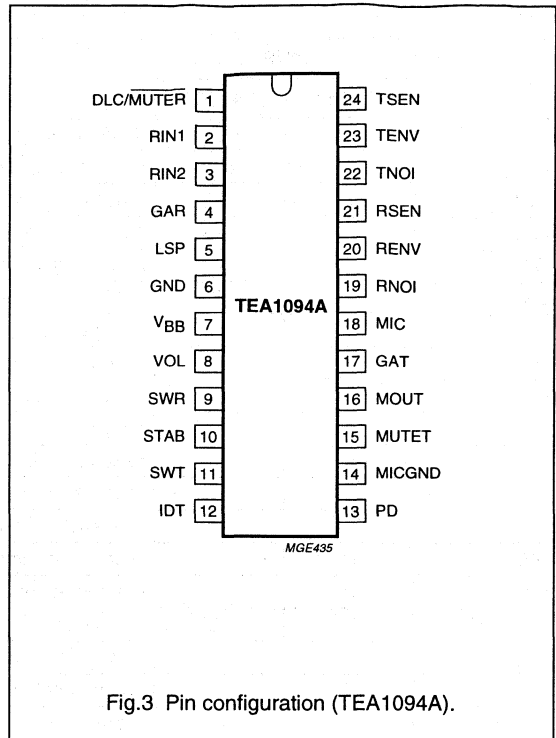 DLC/MUTER 1 24 TSEN
RIN1 2 23 TENV
RIN2 3 22 TNOI
GAR 4 21 RSEN
LSP 5 20 RENV
GND 6 19 RNOI
TEA1094A
VBB 7 18 MIC
VOL 8 17 GAT
SWR 9 16 MOUT
STAB 10 15 MUTET
SWT 11 14 MICGND
IDT 12 13 PD
MGE435
Fig.3 Pin configuration (TEA1094A).